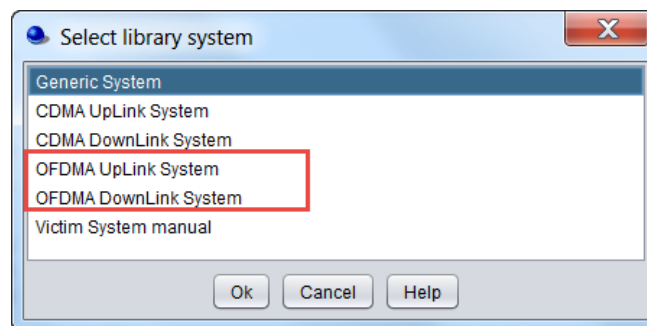 Select library system
Generic System
CDMA UpLink System
CDMA DownLink System
OFDMA UpLink System
OFDMA DownLink System
Victim System manual
Ok Cancel Help